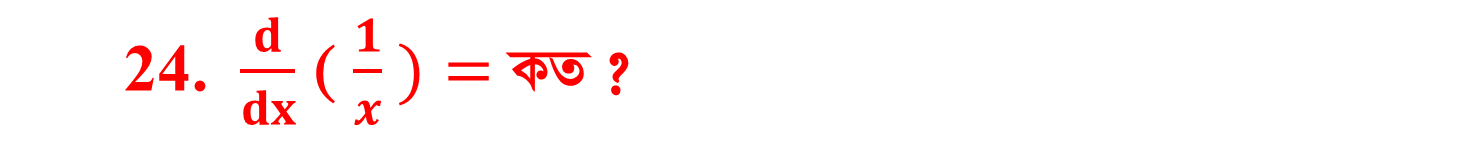 24. d/dx (1/x) = কত ?